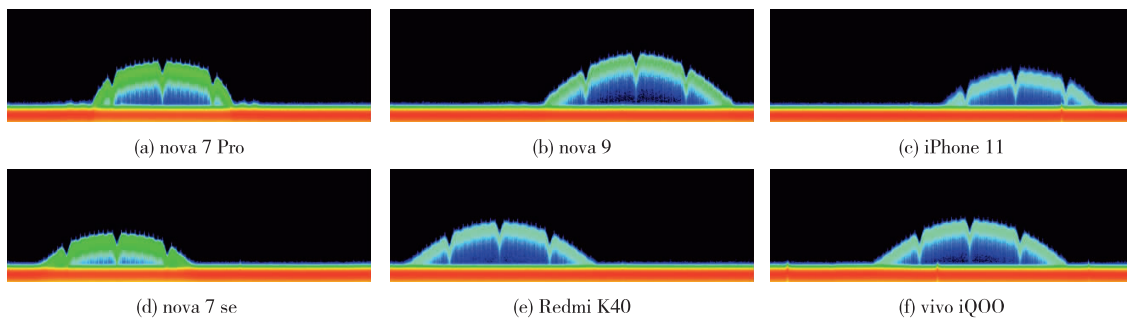 (a) nova 7 Pro
(b) nova 9
(c) iPhone 11
(d) nova 7 se
(e) Redmi K40
(f) vivo iQOO